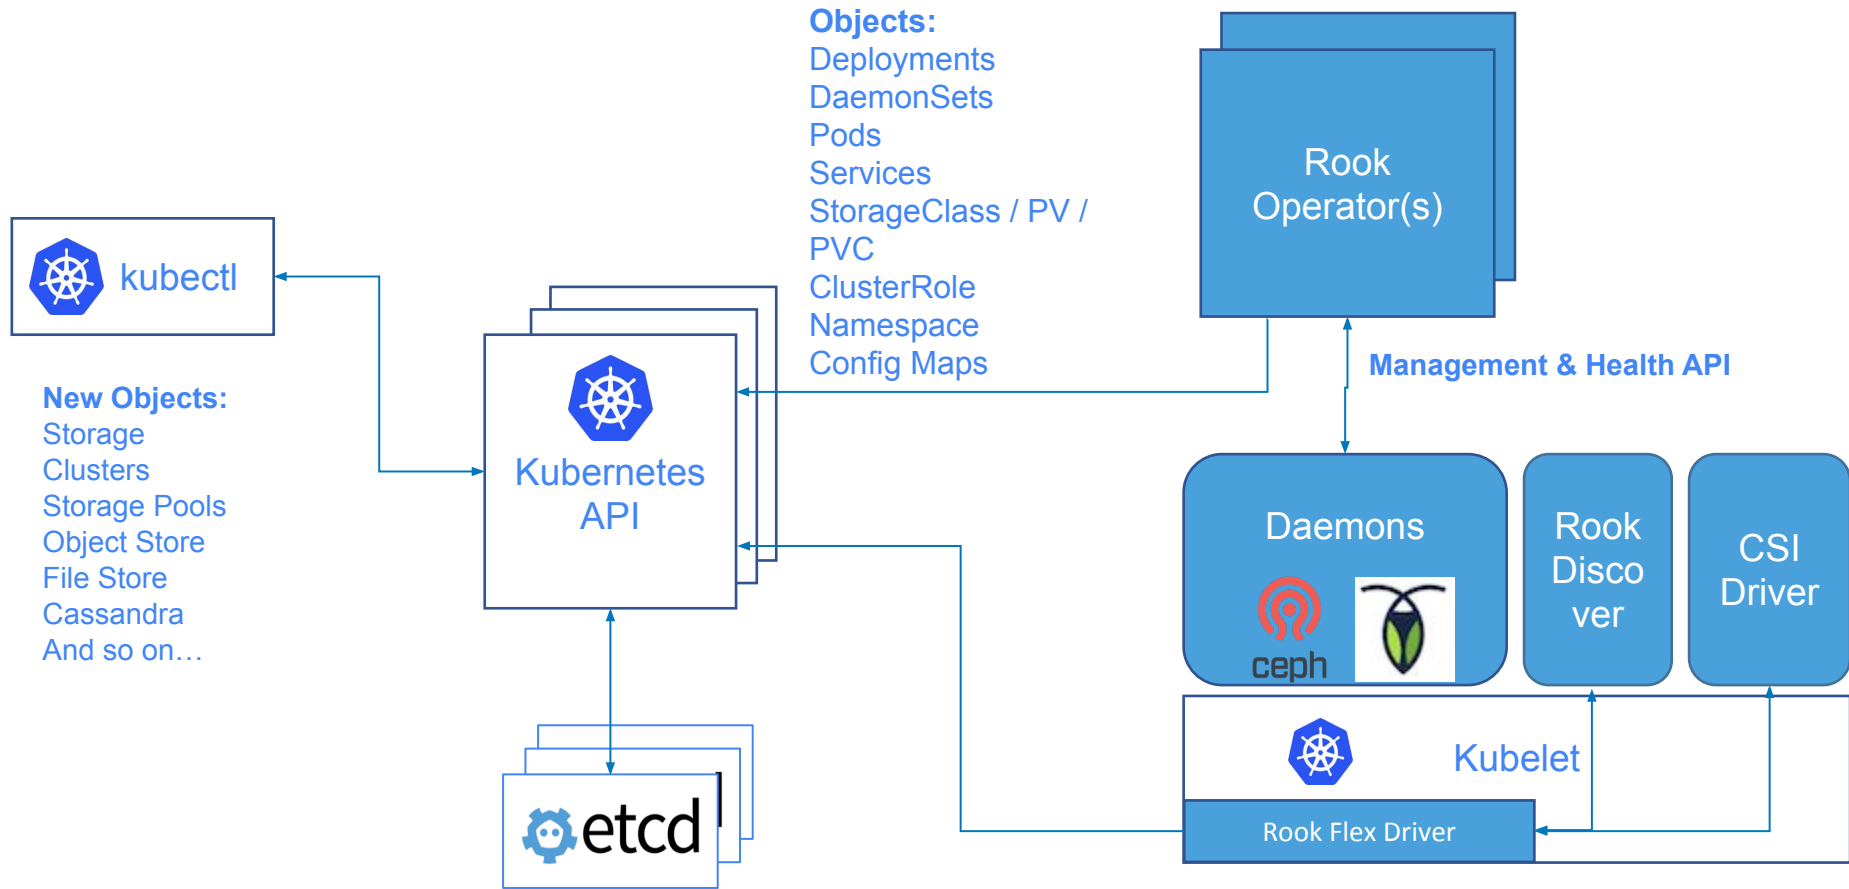 Objects:
Deployments
DaemonSets
Pods
Services
StorageClass / PV /
PVC
ClusterRole
Namespace
Config Maps
Rook
Operator(s)
kubectl
New Objects:
Storage
Clusters
Storage Pools
Object Store
File Store
Cassandra
And so on…
Kubernetes
API
Management & Health API
Daemons
ceph
Rook
Disco
ver
CSI
Driver
Kubelet
Rook Flex Driver
etcd